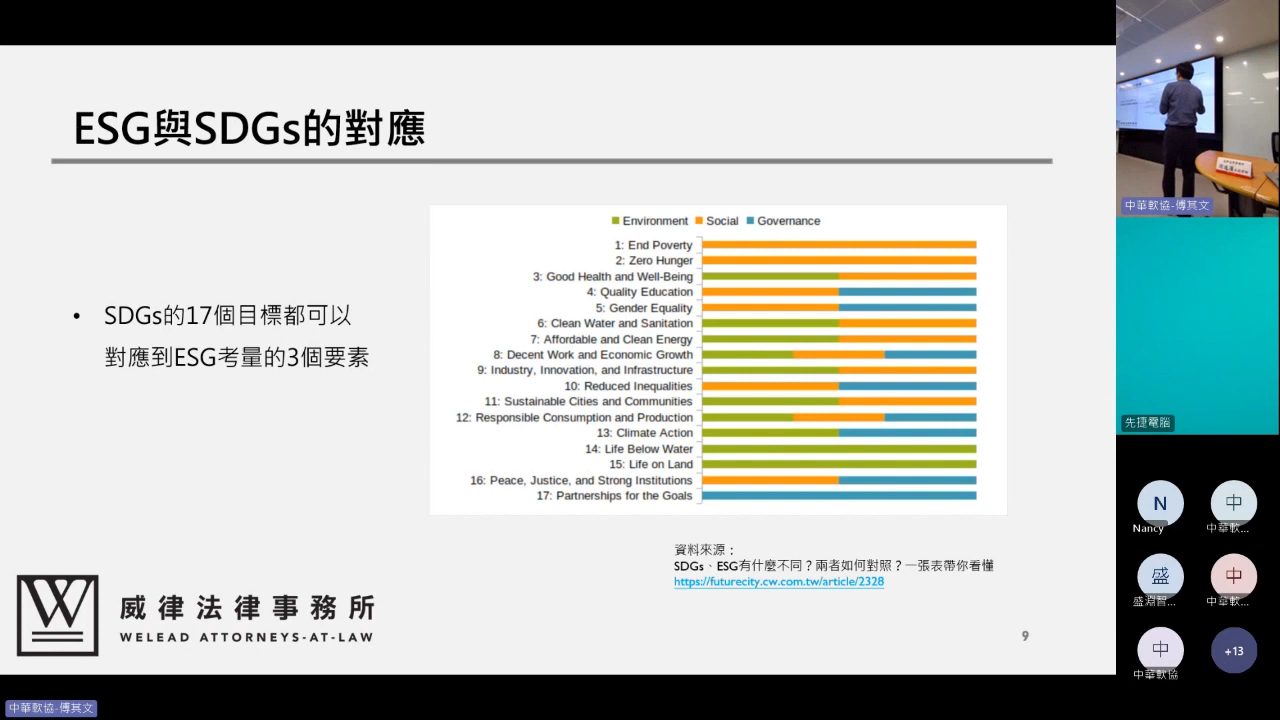 ESG與SDGs的對應
• SDGs的17個目標都可以
對應到ESG考量的3個要素
Environment Social Governance
1: End Poverty
2: Zero Hunger
3: Good Health and Well-Being
4: Quality Education
5: Gender Equality
6: Clean Water and Sanitation
7: Affordable and Clean Energy
8: Decent Work and Economic Growth
9: Industry, Innovation, and Infrastructure
10: Reduced Inequalities
11: Sustainable Cities and Communities
12: Responsible Consumption and Production
13: Climate Action
14: Life Below Water
15: Life on Land
16: Peace, Justice, and Strong Institutions
17: Partnerships for the Goals
資料來源：
SDGs、ESG有什麼不同？兩者如何對照？一張表帶你看懂
https://futurecity.cw.com.tw/article/2328
W
威律法律事務所
WELEAD ATTORNEYS-AT-LAW
9
中華軟協-傅其文
中華軟協-傅其文
先捷電腦
N
Nancy
中
中華軟...
盛
盛淵智...
中
中華軟...
中
中華軟協
+13